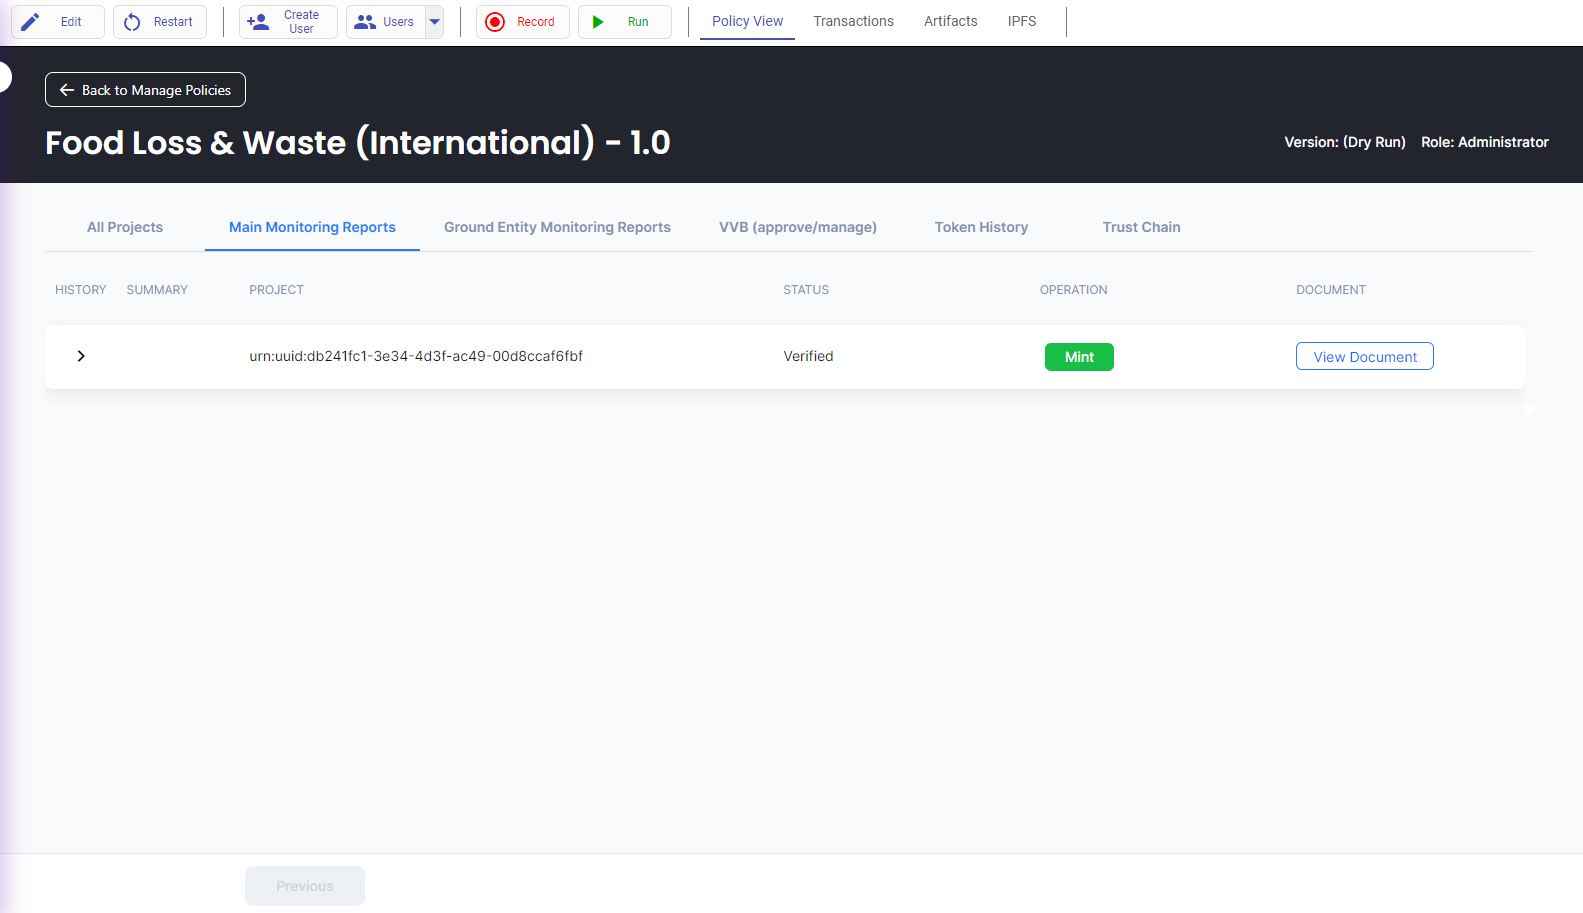 Edit
Restart
Create
User
Users
Record
Run
Policy View
Transactions
Artifacts
IPFS
Back to Manage Policies
Food Loss & Waste (International) - 1.0
Version: (Dry Run) Role: Administrator
All Projects
Main Monitoring Reports
Ground Entity Monitoring Reports
VVB (approve/manage)
Token History
Trust Chain
HISTORY SUMMARY PROJECT STATUS OPERATION DOCUMENT
urn:uuid:db241fc1-3e34-4d3f-ac49-00d8ccaf6fbf Verified Mint View Document
Previous